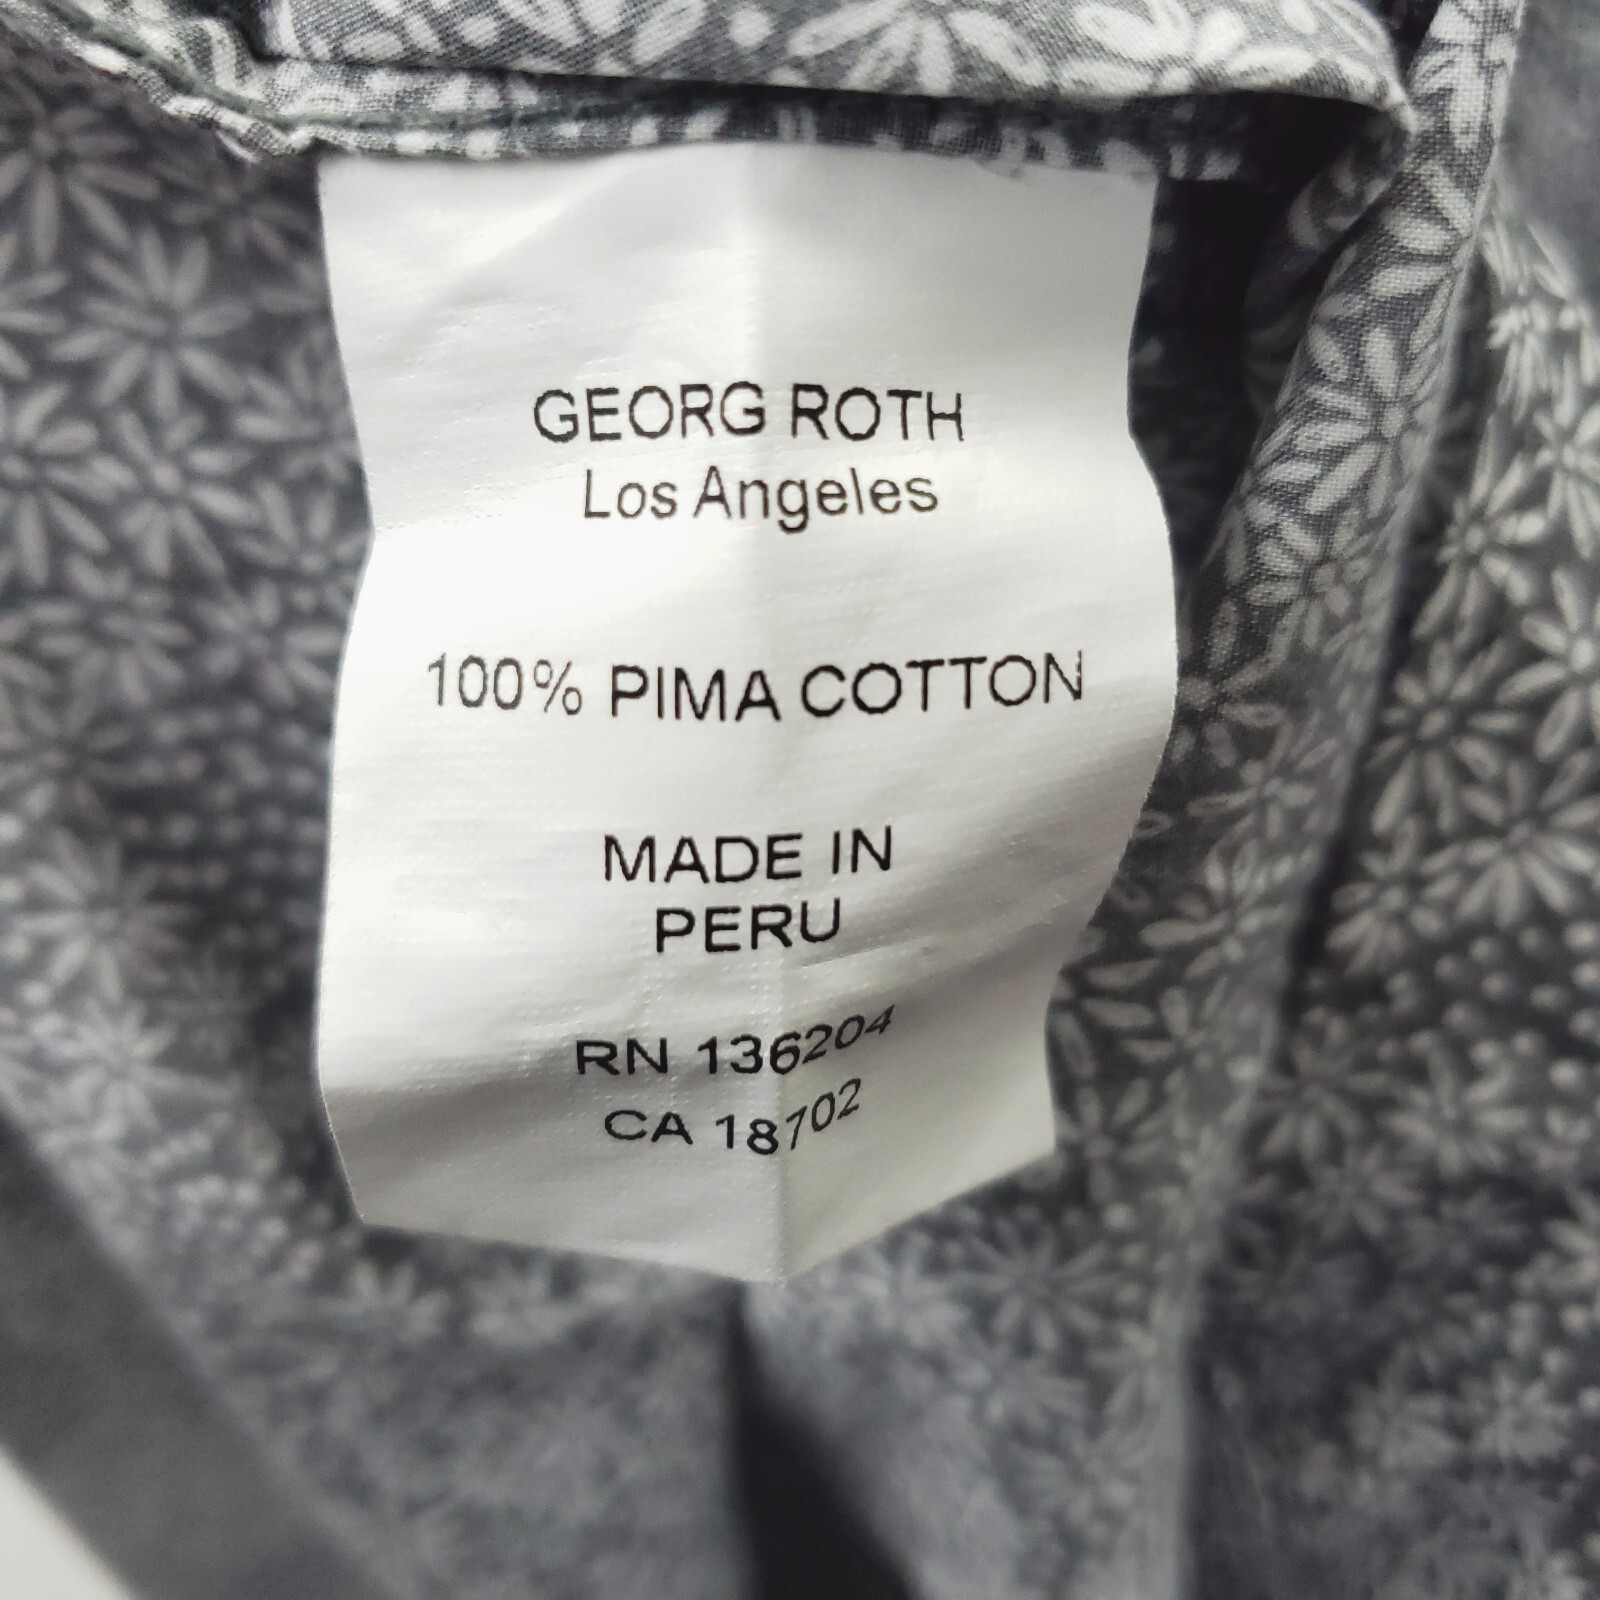 GEORG ROTH
Los Angeles
100% PIMA COTTON
MADE IN
PERU
RN 136204
CA 18702